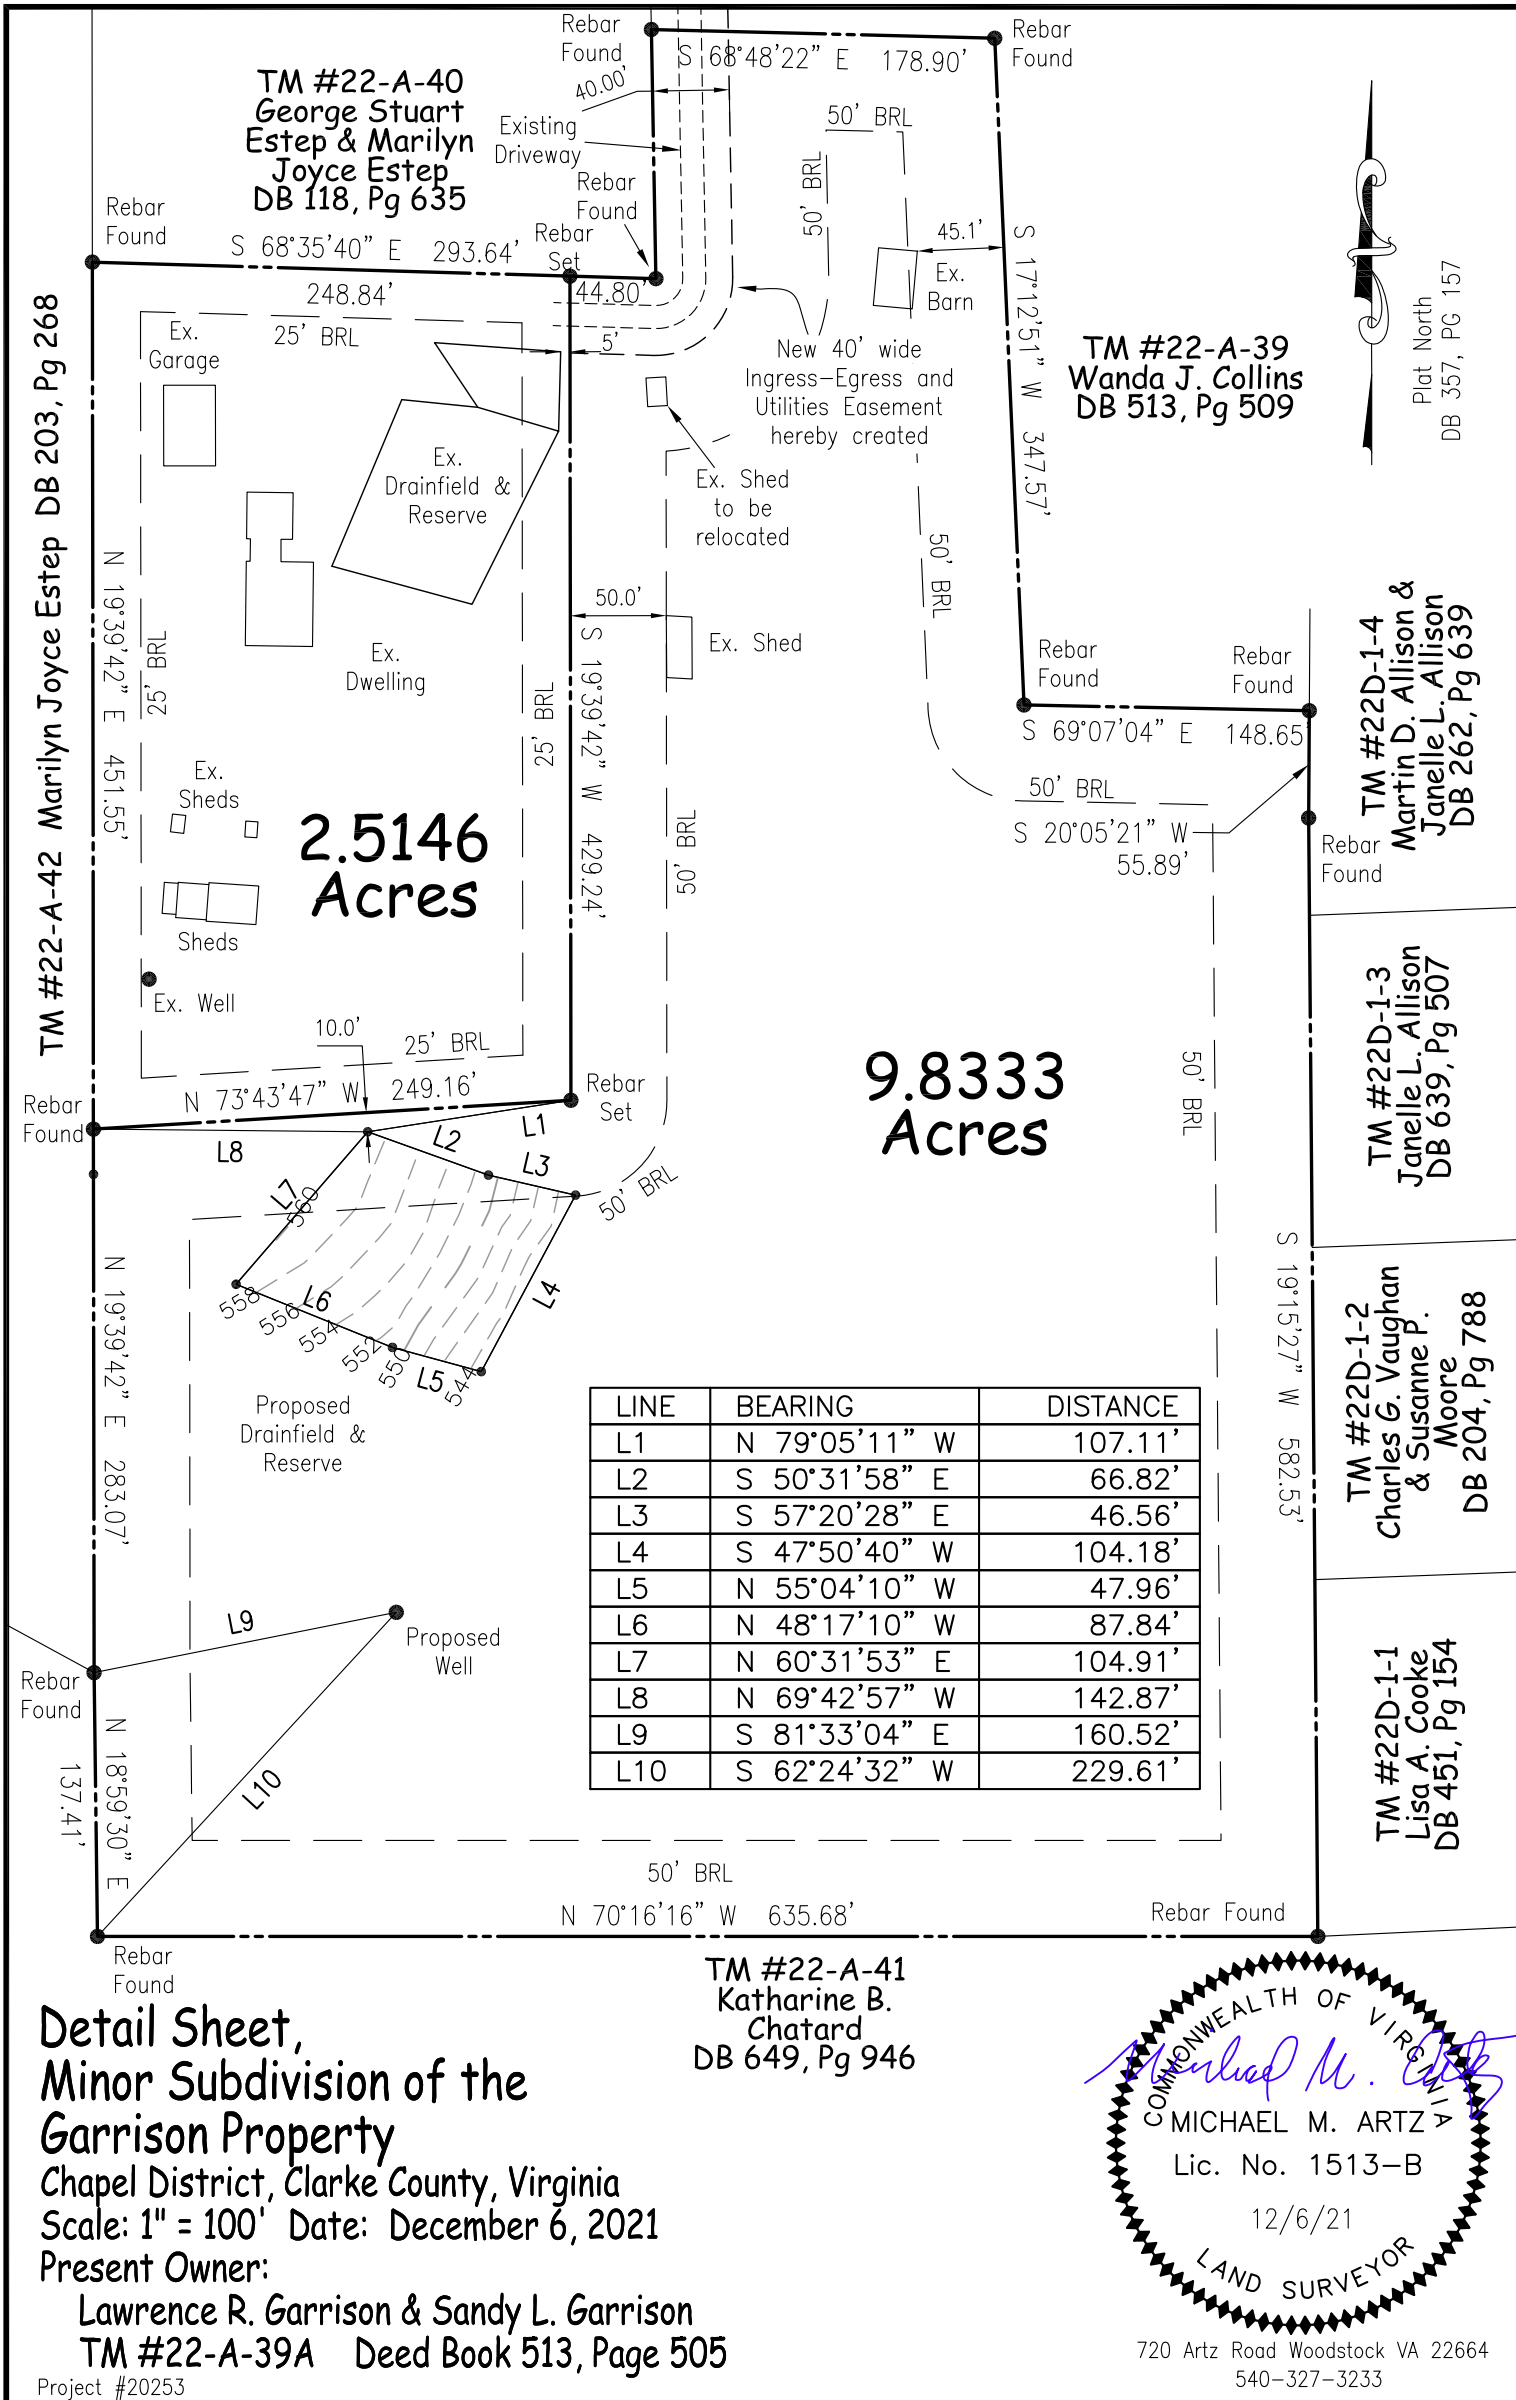 Rebar
Found
S 68°48'22" E 178.90'
Rebar
Found
TM #22-A-40
George Stuart
Estep & Marilyn
Joyce Estep
DB 118, Pg 635
40.00'
Existing
Driveway
50' BRL
50' BRL
Rebar
Found
Rebar
Found
S 68°35'40" E 293.64'
Rebar
Set
248.84'
44.80'
45.1'
Ex.
Barn
S 17°12'51" W 347.57'
Plat North
DB 357, PG 157
TM #22-A-42 Marilyn Joyce Estep DB 203, Pg 268
Ex.
Garage
25' BRL
5'
New 40' wide
Ingress-Egress and
Utilities Easement
hereby created
TM #22-A-39
Wanda J. Collins
DB 513, Pg 509
Ex.
Drainfield &
Reserve
Ex. Shed
to be
relocated
50' BRL
N 19°39'42" E 451.55'
25' BRL
50.0'
Ex. Shed
Ex.
Dwelling
25' BRL
S 19°39'42" W 429.24'
50' BRL
Rebar
Found
Rebar
Found
S 69°07'04" E 148.65'
50' BRL
S 20°05'21" W
55.89'
Rebar
Found
TM #22D-1-4
Martin D. Allison &
Janelle L. Allison
DB 262, Pg 639
Ex.
Sheds
2.5146
Acres
Sheds
Ex. Well
10.0'
25' BRL
N 73°43'47" W 249.16'
Rebar
Set
Rebar
Found
9.8333
Acres
50' BRL
TM #22D-1-3
Janelle L. Allison
DB 639, Pg 507
L1
L2
L3
L8
L7
560
50' BRL
L4
L6
558
556
554
552
550
L5
544
Proposed
Drainfield &
Reserve
N 19°39'42" E 283.07'
S 19°15'27" W 582.53'
TM #22D-1-2
Charles G. Vaughan
& Susanne P.
Moore
DB 204, Pg 788
LINE BEARING DISTANCE
L1 N 79°05'11" W 107.11'
L2 S 50°31'58" E 66.82'
L3 S 57°20'28" E 46.56'
L4 S 47°50'40" W 104.18'
L5 N 55°04'10" W 47.96'
L6 N 48°17'10" W 87.84'
L7 N 60°31'53" E 104.91'
L8 N 69°42'57" W 142.87'
L9 S 81°33'04" E 160.52'
L10 S 62°24'32" W 229.61'
L9
Proposed
Well
Rebar
Found
L10
N 18°59'30" E
137.41'
TM #22D-1-1
Lisa A. Cooke
DB 451, Pg 154
50' BRL
N 70°16'16" W 635.68'
Rebar Found
Rebar
Found
TM #22-A-41
Katharine B.
Chatard
DB 649, Pg 946
Detail Sheet,
Minor Subdivision of the
Garrison Property
Chapel District, Clarke County, Virginia
Scale: 1" = 100' Date: December 6, 2021
Present Owner:
Lawrence R. Garrison & Sandy L. Garrison
TM #22-A-39A Deed Book 513, Page 505
Project #20253
COMMONWEALTH OF VIRGINIA
Michael M. Artz
MICHAEL M. ARTZ
Lic. No. 1513-B
12/6/21
LAND SURVEYOR
720 Artz Road Woodstock VA 22664
540-327-3233